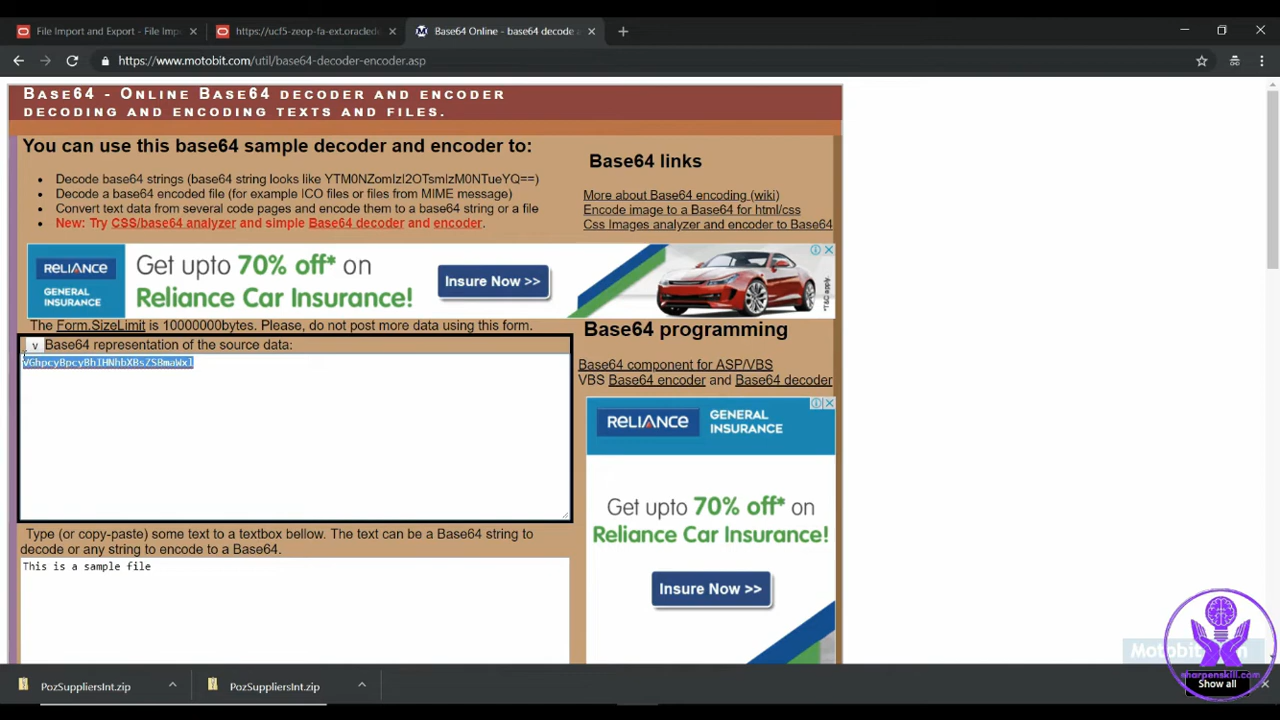 File Import and Export - File Imp
https://ucf5-zeop-fa-ext.oracled
Base64 Online - base64 decode a
https://www.motobit.com/util/base64-decoder-encoder.asp
BASE64 - ONLINE BASE64 DECODER AND ENCODER
DECODING AND ENCODING TEXTS AND FILES.
You can use this base64 sample decoder and encoder to:
Decode base64 strings (base64 string looks like YTM0NZomIzI2OTsmIzM0NTueYQ==)
Decode a base64 encoded file (for example ICO files or files from MIME message)
Convert text data from several code pages and encode them to a base64 string or a file
New: Try CSS/base64 analyzer and simple Base64 decoder and encoder.
Base64 links
More about Base64 encoding (wiki)
Encode image to a Base64 for html/css
Css Images analyzer and encoder to Base64
RELIANCE
GENERAL
INSURANCE
Get upto 70% off* on
Reliance Car Insurance!
Insure Now >>
*T&C apply.
The Form.SizeLimit is 10000000bytes. Please, do not post more data using this form.
v Base64 representation of the source data:
VGhpcyBpcyBhIHNhbXBsZSBmaWxl
Type (or copy-paste) some text to a textbox bellow. The text can be a Base64 string to
decode or any string to encode to a Base64.
This is a sample file
Base64 programming
Base64 component for ASP/VBS
VBS Base64 encoder and Base64 decoder
RELIANCE
GENERAL
INSURANCE
Get upto 70% off* on
Reliance Car Insurance!
Insure Now >>
PozSuppliersInt.zip
PozSuppliersInt.zip
Show all
sharpenskill.com